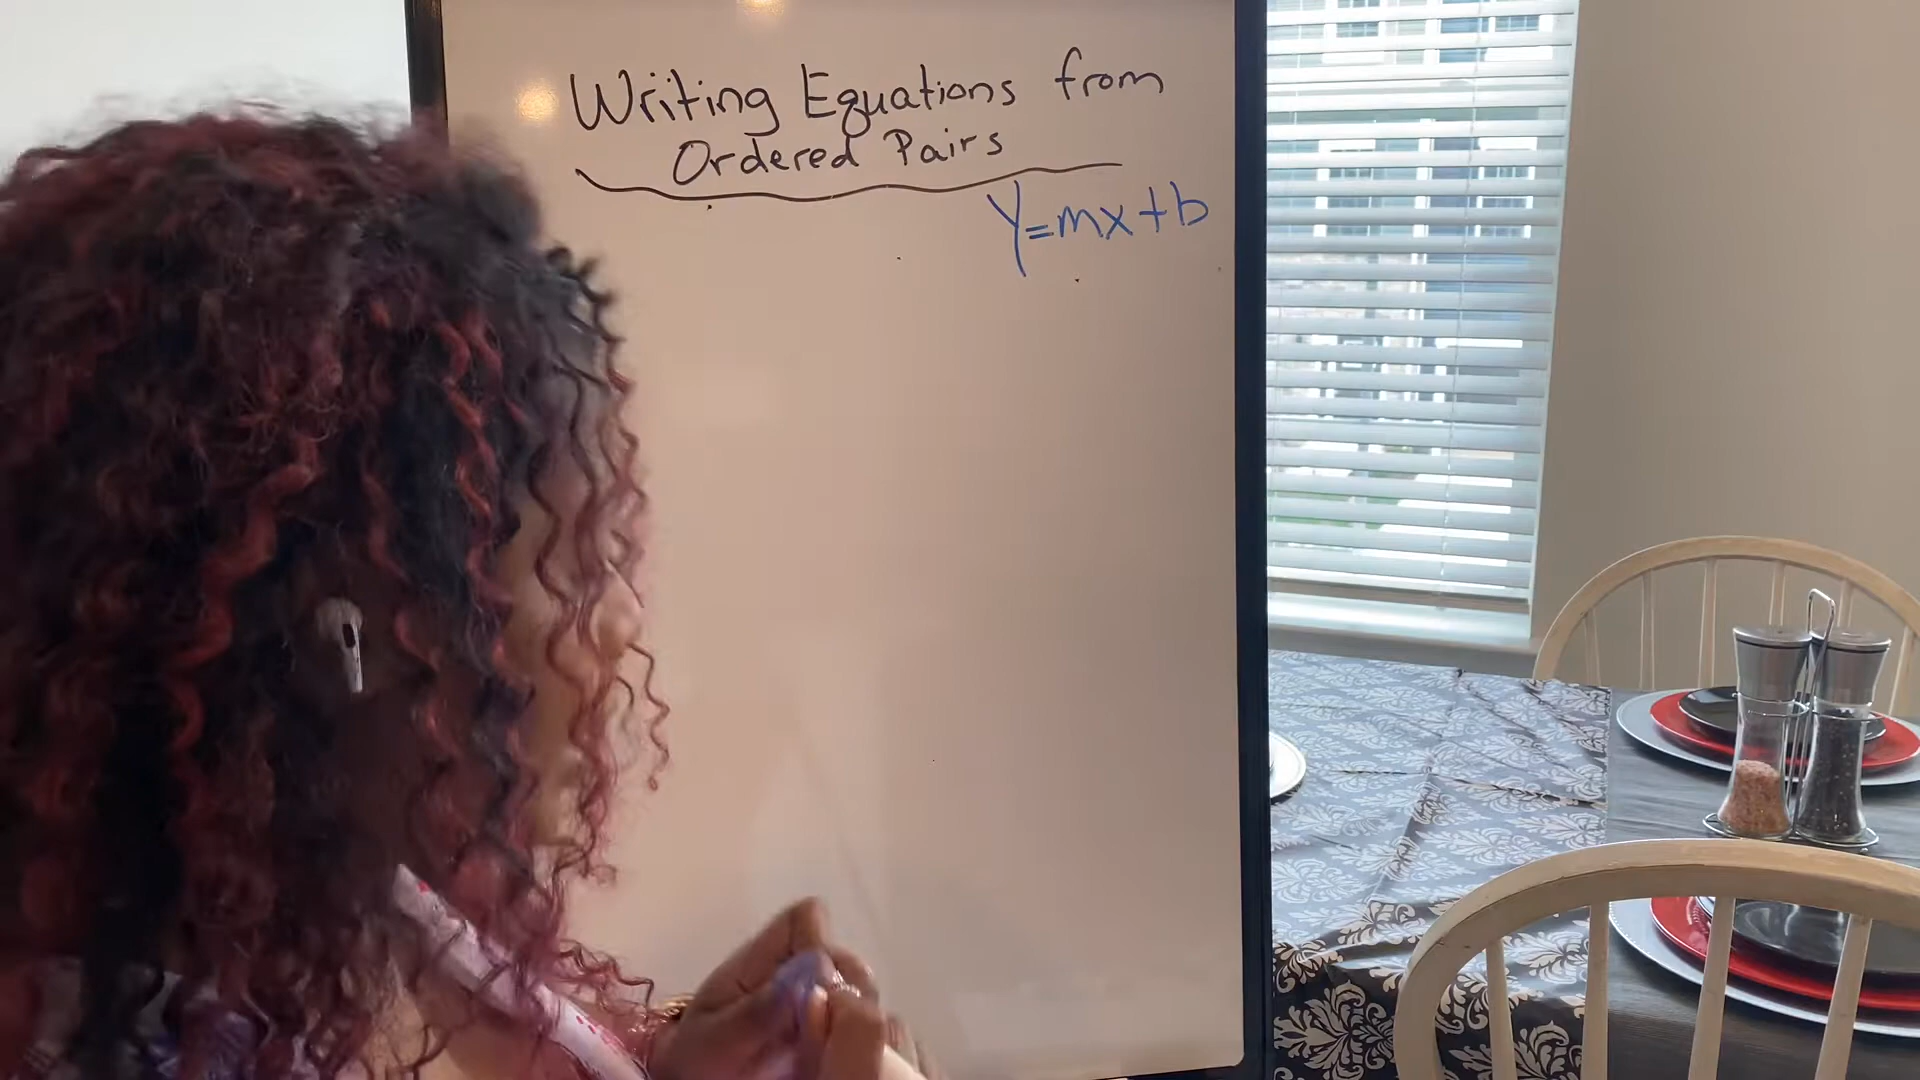 Writing Equations from
Ordered Pairs
Y=mx+b